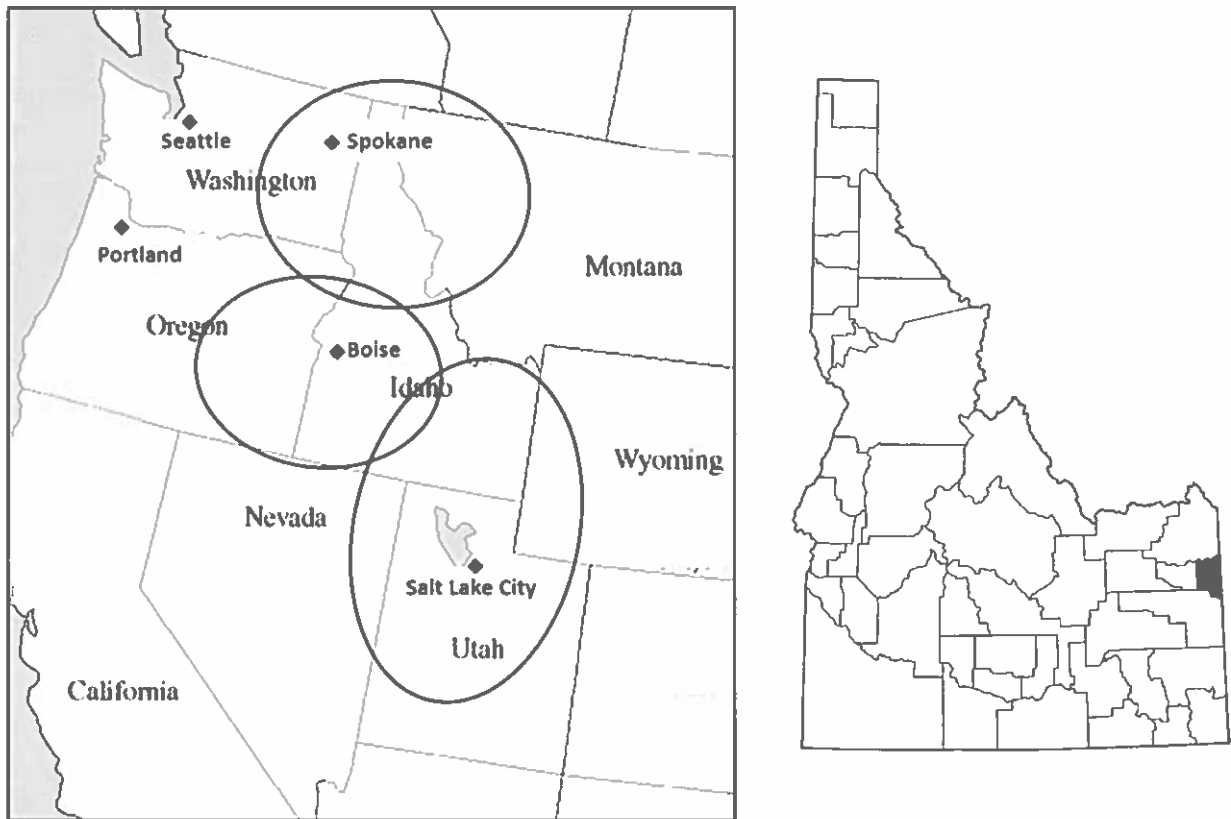 Seattle
Spokane
Washington
Portland
Montana
Oregon
Boise
Idaho
Wyoming
Nevada
Salt Lake City
Utah
California